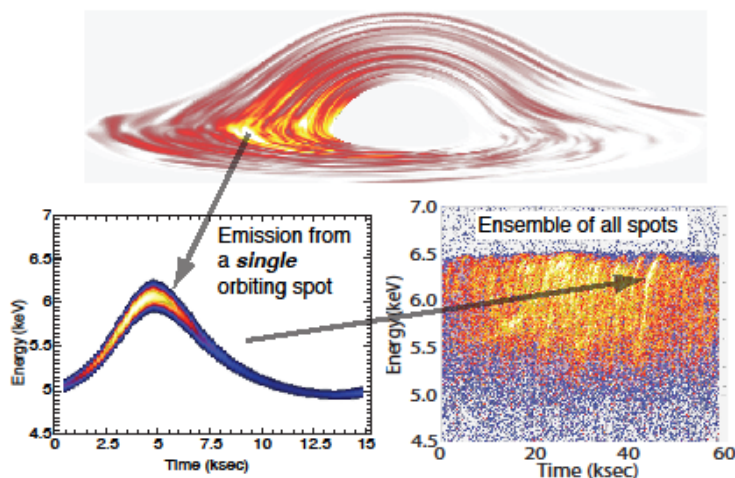 7
6.5
6
5.5
5
4.5
Energy (keV)
Emission from
a single
orbiting spot
0
2.5
5
7.5
10
12.5
15
Time (ksec)
7.0
6.5
6.0
5.5
5.0
4.5
Energy (keV)
Ensemble of all spots
0
20
40
60
Time (ksec)